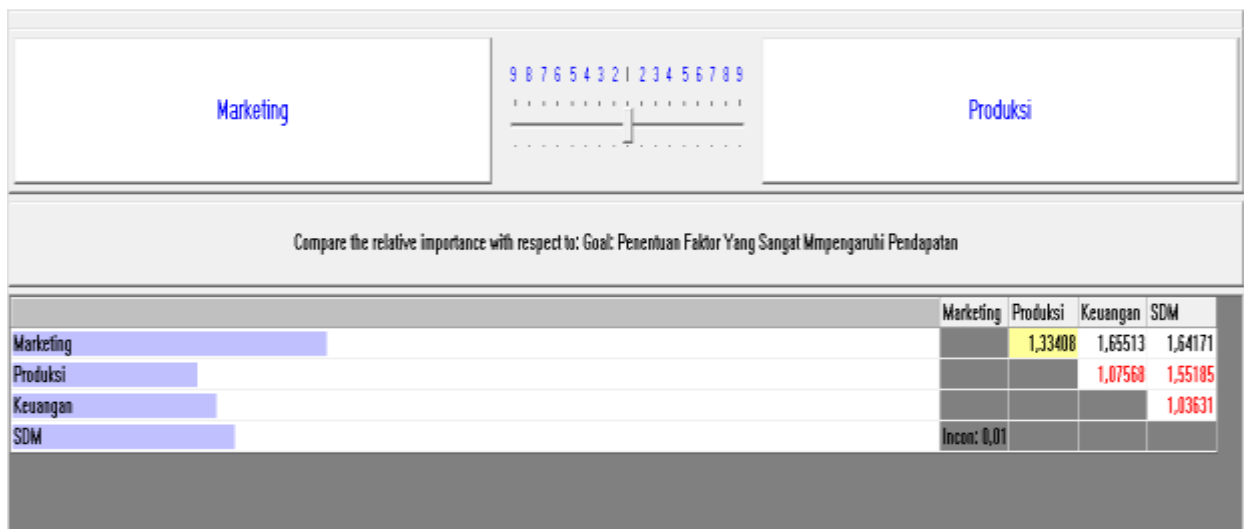 9 8 7 6 5 4 3 2 1 2 3 4 5 6 7 8 9
Marketing
Produksi
Compare the relative importance with respect to: Goal: Penentuan Faktor Yang Sangat Mmpengaruhi Pendapatan
Marketing Produksi Keuangan SDM
Marketing 1,33408 1,65513 1,64171
Produksi 1,07568 1,55185
Keuangan 1,03631
SDM Incon: 0,01